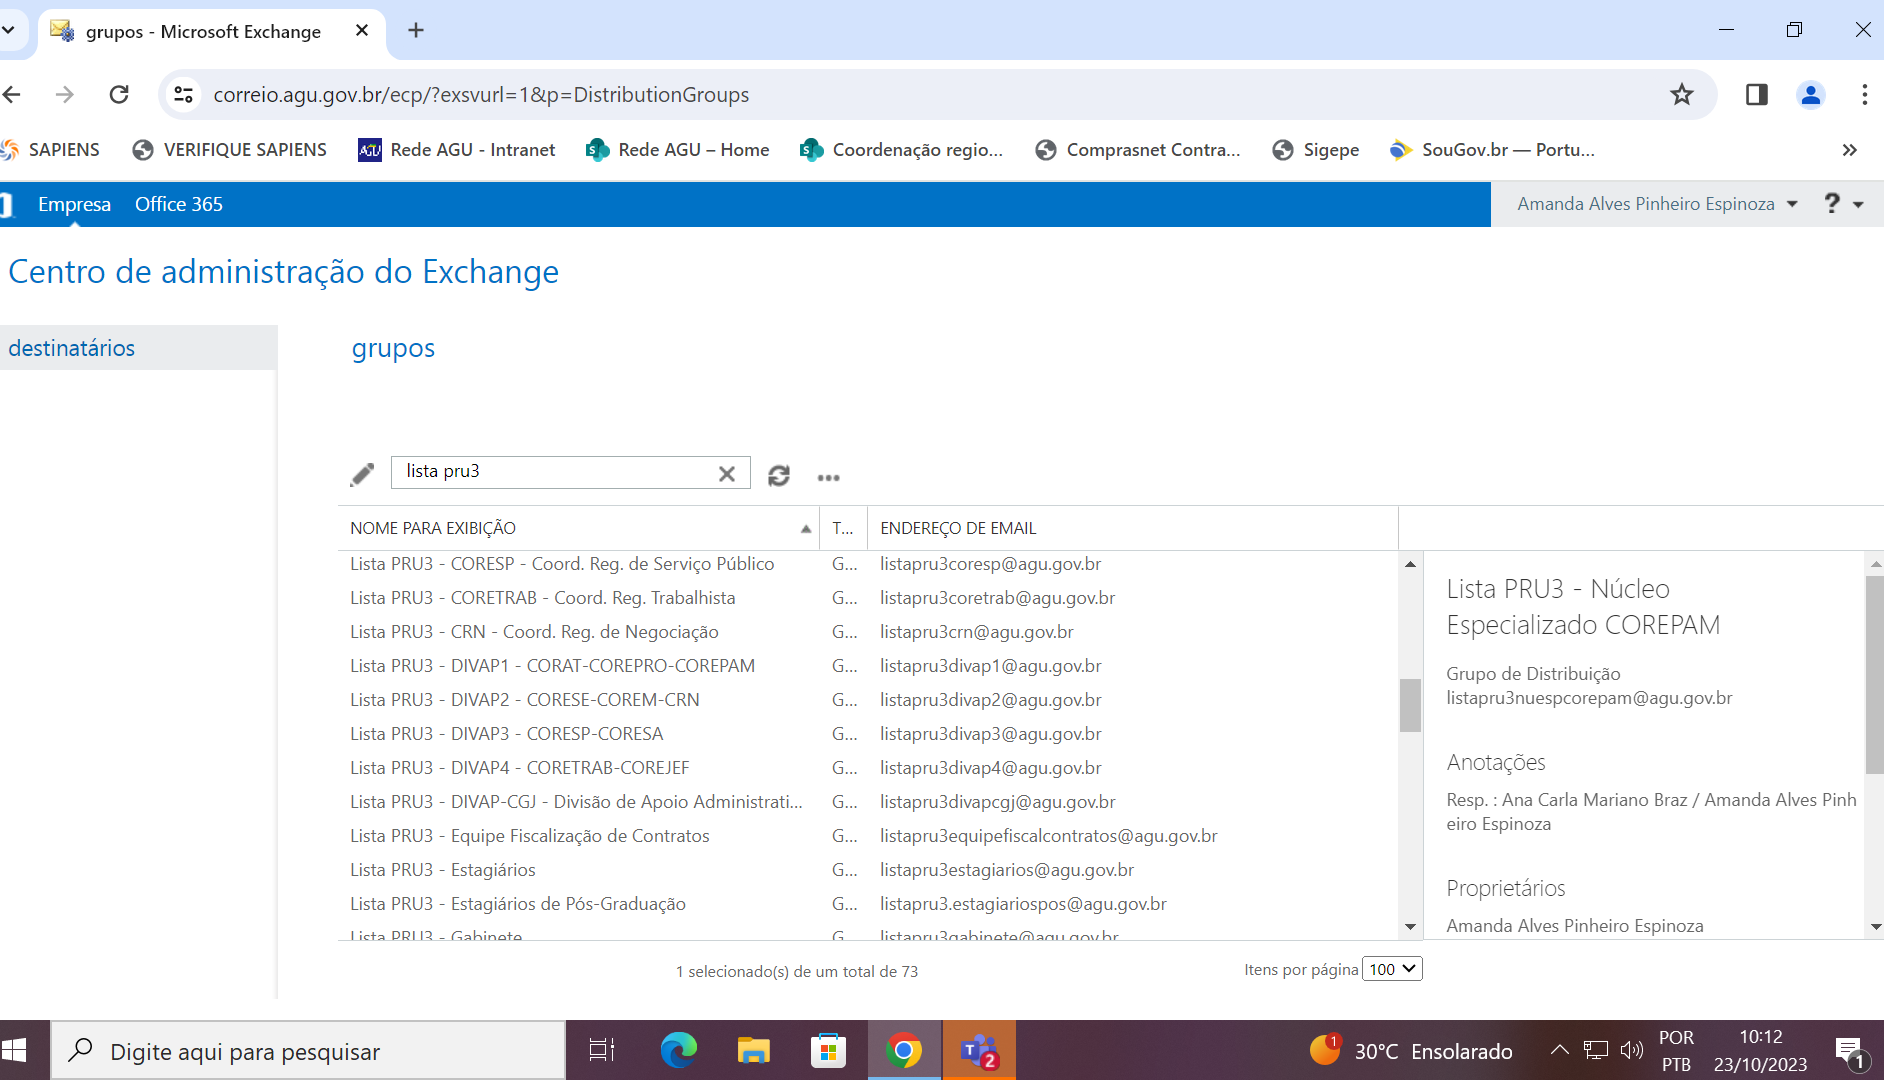 grupos - Microsoft Exchange
correio.agu.gov.br/ecp/?exsvurl=1&p=DistributionGroups
SAPIENS VERIFIQUE SAPIENS AGU Rede AGU - Intranet Rede AGU – Home Coordenação regio... Comprasnet Contra... Sigepe SouGov.br — Portu...
Empresa Office 365 Amanda Alves Pinheiro Espinoza ?
Centro de administração do Exchange
destinatários
grupos
lista pru3
NOME PARA EXIBIÇÃO T... ENDEREÇO DE EMAIL
Lista PRU3 - CORESP - Coord. Reg. de Serviço Público G... listapru3coresp@agu.gov.br
Lista PRU3 - CORETRAB - Coord. Reg. Trabalhista G... listapru3coretrab@agu.gov.br
Lista PRU3 - CRN - Coord. Reg. de Negociação G... listapru3crn@agu.gov.br
Lista PRU3 - DIVAP1 - CORAT-COREPRO-COREPAM G... listapru3divap1@agu.gov.br
Lista PRU3 - DIVAP2 - CORESE-COREM-CRN G... listapru3divap2@agu.gov.br
Lista PRU3 - DIVAP3 - CORESP-CORESA G... listapru3divap3@agu.gov.br
Lista PRU3 - DIVAP4 - CORETRAB-COREJEF G... listapru3divap4@agu.gov.br
Lista PRU3 - DIVAP-CGJ - Divisão de Apoio Administrati... G... listapru3divapcgj@agu.gov.br
Lista PRU3 - Equipe Fiscalização de Contratos G... listapru3equipefiscalcontratos@agu.gov.br
Lista PRU3 - Estagiários G... listapru3estagiarios@agu.gov.br
Lista PRU3 - Estagiários de Pós-Graduação G... listapru3.estagiariospos@agu.gov.br
Lista PRU3 - Gabinete G... listapru3gabinete@agu.gov.br
Lista PRU3 - Núcleo
Especializado COREPAM
Grupo de Distribuição
listapru3nuespcorepam@agu.gov.br
Anotações
Resp. : Ana Carla Mariano Braz / Amanda Alves Pinh
eiro Espinoza
Proprietários
Amanda Alves Pinheiro Espinoza
1 selecionado(s) de um total de 73
Itens por página 100
Digite aqui para pesquisar
T 2
1
30°C Ensolarado
POR
PTB
10:12
23/10/2023
1